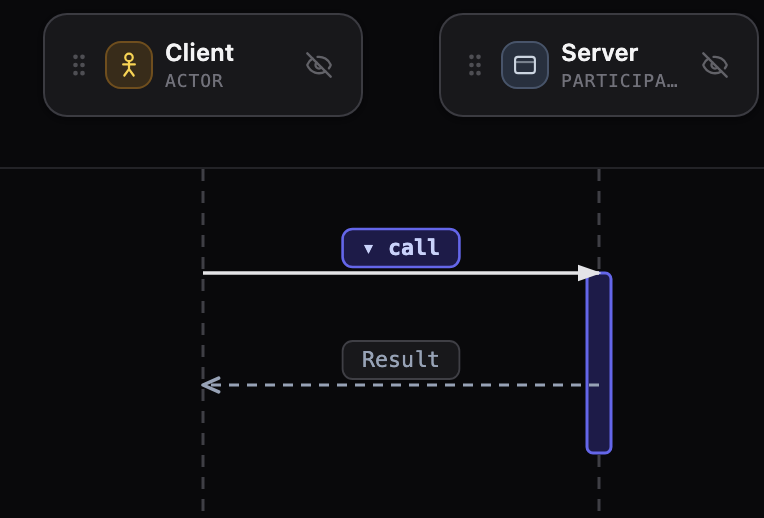 Client
ACTOR
Server
PARTICIPA…
▼ call
Result